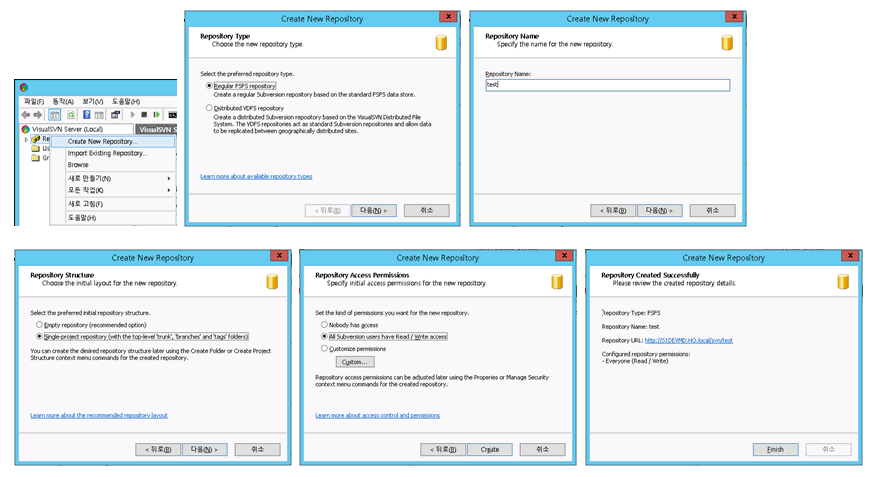 파일(F) 동작(A) 보기(V) 도움말(H)
VisualSVN Server (Local)
VisualSVN S
Re
Us
Gr
Create New Repository...
Import Existing Repository...
Browse
새로 만들기(N)
모든 작업(K)
새로 고침(F)
도움말(H)
Create New Repository
Repository Type
Choose the new repository type.
Select the preferred repository type.
Regular FSFS repository
Create a regular Subversion repository based on the standard FSFS data store.
Distributed VDFS repository
Create a distributed Subversion repository based on the VisualSVN Distributed File
System. The VDFS repositories act as standard Subversion repositories and allow data
to be replicated between geographically distributed sites.
Learn more about available repository types
< 뒤로(B) 다음(N) > 취소
Create New Repository
Repository Name
Specify the name for the new repository.
Repository Name:
test
< 뒤로(B) 다음(N) > 취소
Create New Repository
Repository Structure
Choose the initial layout for the new repository.
Select the preferred initial repository structure.
Empty repository (recommended option)
Single-project repository (with the top-level 'trunk', 'branches' and 'tags' folders)
You can create the desired repository structure later using the Create Folder or Create Project
Structure context menu commands for the created repository.
Learn more about the recommended repository layout
< 뒤로(B) 다음(N) > 취소
Create New Repository
Repository Access Permissions
Specify initial access permissions for the new repository.
Set the kind of permissions you want for the new repository.
Nobody has access
All Subversion users have Read / Write access
Customize permissions
Custom...
Repository access permissions can be adjusted later using the Properies or Manage Security
context menu commands for the created repository.
Learn more about access control and permissions
< 뒤로(B) Create 취소
Create New Repository
Repository Created Successfully
Please review the created repository details.
Repository Type: FSFS
Repository Name: test
Repository URL: http://S1DEVMD.HO.local/svn/test
Configured repository permissions:
- Everyone (Read / Write)
Finish 취소